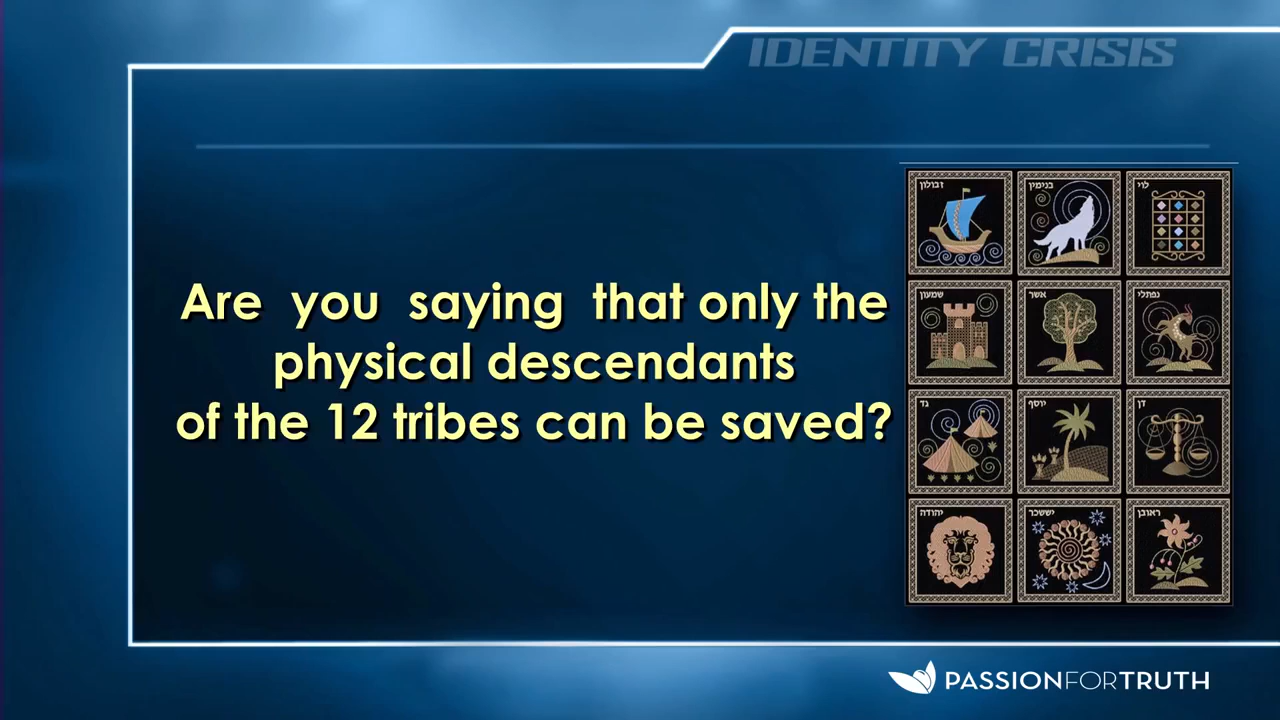 IDENTITY CRISIS
Are you saying that only the
physical descendants
of the 12 tribes can be saved?
זבולון
בנימין
לוי
שמעון
אשר
נפתלי
גד
יוסף
דן
יהודה
יששכר
ראובן
PASSIONFORTRUTH